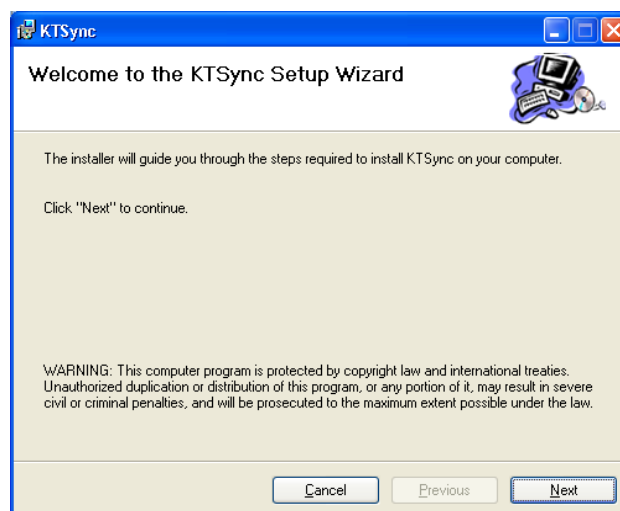 KTSync
Welcome to the KTSync Setup Wizard
The installer will guide you through the steps required to install KTSync on your computer.
Click "Next" to continue.
WARNING: This computer program is protected by copyright law and international treaties.
Unauthorized duplication or distribution of this program, or any portion of it, may result in severe
civil or criminal penalties, and will be prosecuted to the maximum extent possible under the law.
Cancel
Previous
Next